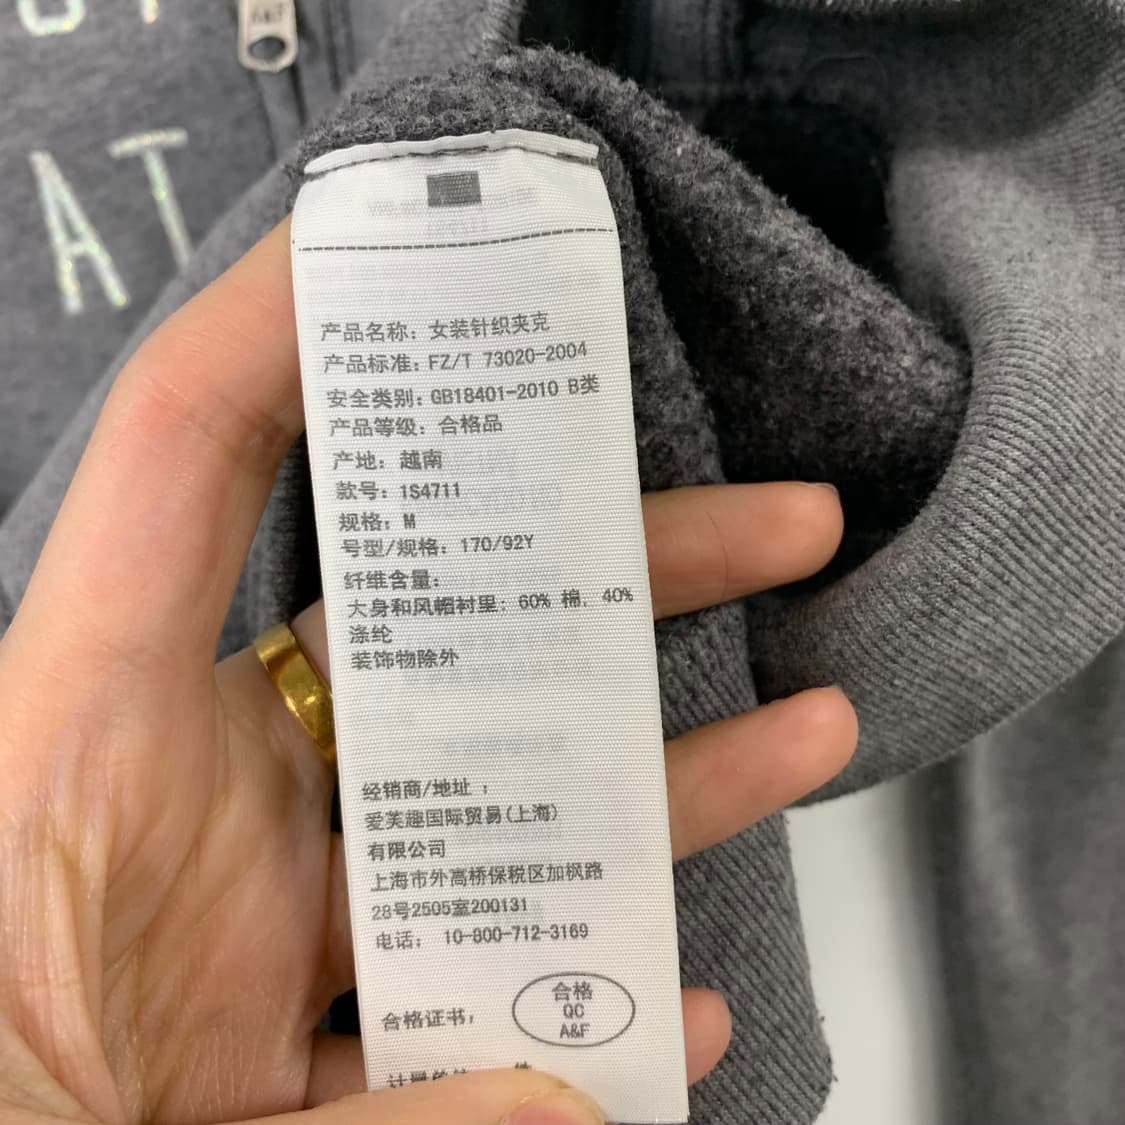 A&F
AT
产品名称: 女装针织夹克
产品标准: FZ/T 73020-2004
安全类别: GB18401-2010 B类
产品等级: 合格品
产地: 越南
款号: 1S4711
规格: M
号型/规格: 170/92Y
纤维含量:
大身和风帽衬里: 60% 棉, 40%
涤纶
装饰物除外
经销商/地址 :
爱芙趣国际贸易(上海)
有限公司
上海市外高桥保税区加枫路
28号2505室200131
电话: 10-800-712-3169
合格证书,
合格
QC
A&F